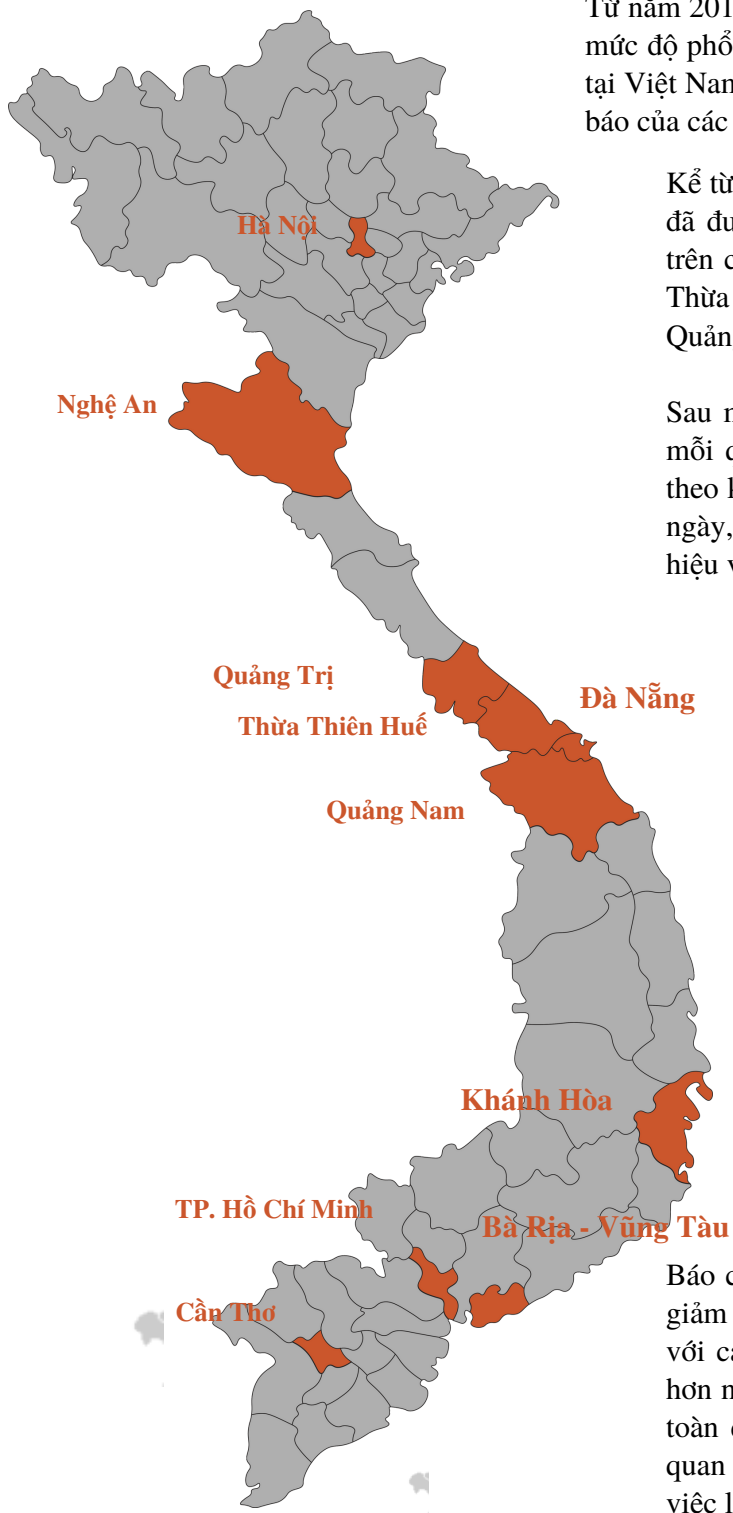 Từ năm 201
mức độ phổ
tại Việt Nam
báo của các
Kể từ
đã đư
trên c
Thừa
Quản
Sau n
mỗi c
theo k
ngày,
hiệu v
Hà Nội
Nghệ An
Quảng Trị
Đà Nẵng
Thừa Thiên Huế
Quảng Nam
Khánh Hòa
TP. Hồ Chí Minh
Bà Rịa - Vũng Tàu
Cần Thơ
Báo c
giảm
với cá
hơn n
toàn c
quan
việc l